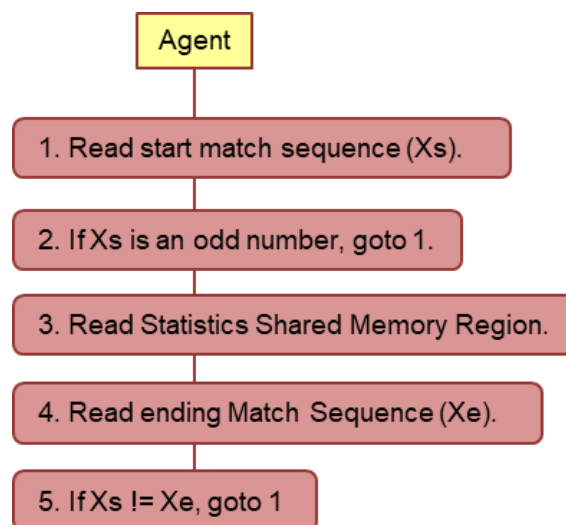 Agent
1. Read start match sequence (Xs).
2. If Xs is an odd number, goto 1.
3. Read Statistics Shared Memory Region.
4. Read ending Match Sequence (Xe).
5. If Xs != Xe, goto 1